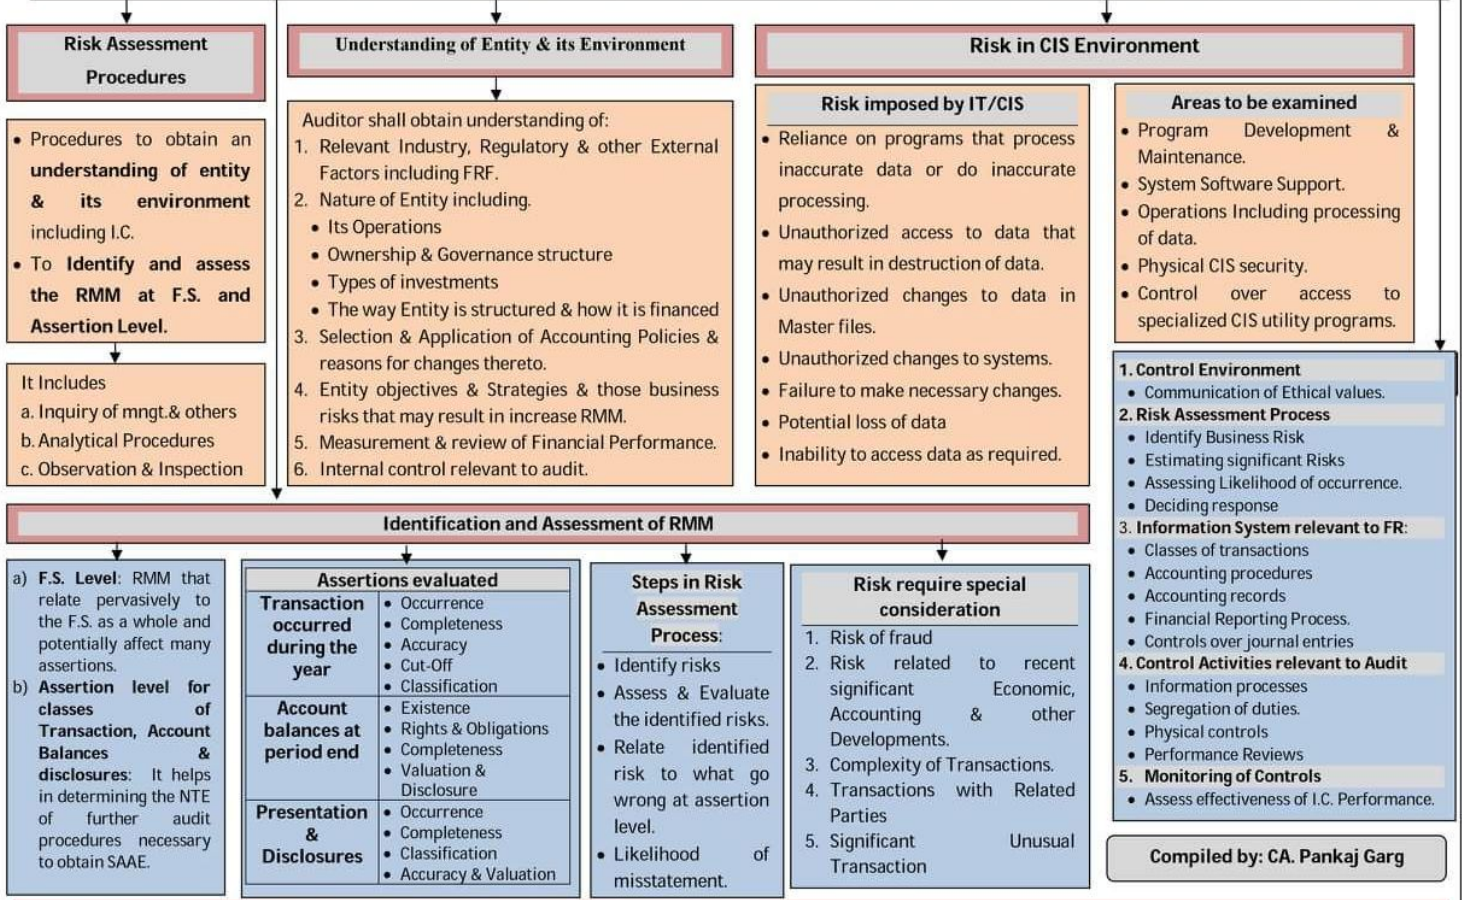 Risk Assessment
Procedures
• Procedures to obtain an
understanding of entity
& its environment
including I.C.
• To Identify and assess
the RMM at F.S. and
Assertion Level.
It Includes
a. Inquiry of mngt.& others
b. Analytical Procedures
c. Observation & Inspection
Understanding of Entity & its Environment
Auditor shall obtain understanding of:
1. Relevant Industry, Regulatory & other External
Factors including FRF.
2. Nature of Entity including.
• Its Operations
• Ownership & Governance structure
• Types of investments
• The way Entity is structured & how it is financed
3. Selection & Application of Accounting Policies &
reasons for changes thereto.
4. Entity objectives & Strategies & those business
risks that may result in increase RMM.
5. Measurement & review of Financial Performance.
6. Internal control relevant to audit.
Risk in CIS Environment
Risk imposed by IT/CIS
• Reliance on programs that process
inaccurate data or do inaccurate
processing.
• Unauthorized access to data that
may result in destruction of data.
• Unauthorized changes to data in
Master files.
• Unauthorized changes to systems.
• Failure to make necessary changes.
• Potential loss of data
• Inability to access data as required.
Areas to be examined
• Program Development &
Maintenance.
• System Software Support.
• Operations Including processing
of data.
• Physical CIS security.
• Control over access to
specialized CIS utility programs.
1. Control Environment
• Communication of Ethical values.
2. Risk Assessment Process
• Identify Business Risk
• Estimating significant Risks
• Assessing Likelihood of occurrence.
• Deciding response
3. Information System relevant to FR:
• Classes of transactions
• Accounting procedures
• Accounting records
• Financial Reporting Process.
• Controls over journal entries
4. Control Activities relevant to Audit
• Information processes
• Segregation of duties.
• Physical controls
• Performance Reviews
5. Monitoring of Controls
• Assess effectiveness of I.C. Performance.
Identification and Assessment of RMM
a) F.S. Level: RMM that
relate pervasively to
the F.S. as a whole and
potentially affect many
assertions.
b) Assertion level for
classes of
Transaction, Account
Balances &
disclosures: It helps
in determining the NTE
of further audit
procedures necessary
to obtain SAAE.
Assertions evaluated
Transaction
occurred
during the
year
• Occurrence
• Completeness
• Accuracy
• Cut-Off
• Classification
Account
balances at
period end
• Existence
• Rights & Obligations
• Completeness
• Valuation &
Disclosure
Presentation
&
Disclosures
• Occurrence
• Completeness
• Classification
• Accuracy & Valuation
Steps in Risk
Assessment
Process:
• Identify risks
• Assess & Evaluate
the identified risks.
• Relate identified
risk to what go
wrong at assertion
level.
• Likelihood of
misstatement.
Risk require special
consideration
1. Risk of fraud
2. Risk related to recent
significant Economic,
Accounting & other
Developments.
3. Complexity of Transactions.
4. Transactions with Related
Parties
5. Significant Unusual
Transaction
Compiled by: CA. Pankaj Garg